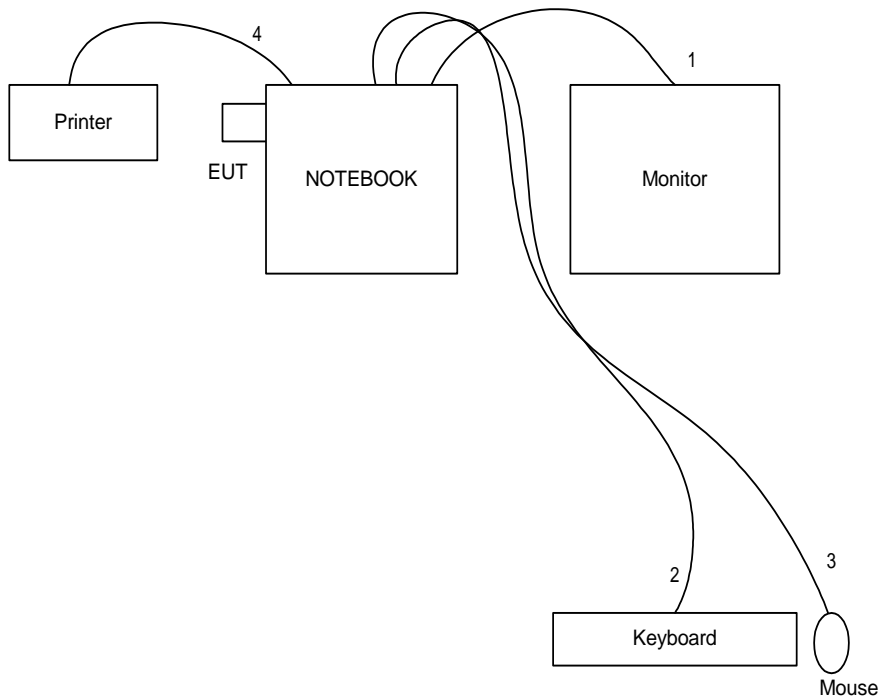 4
1
Printer
EUT
NOTEBOOK
Monitor
3
2
Keyboard
Mouse